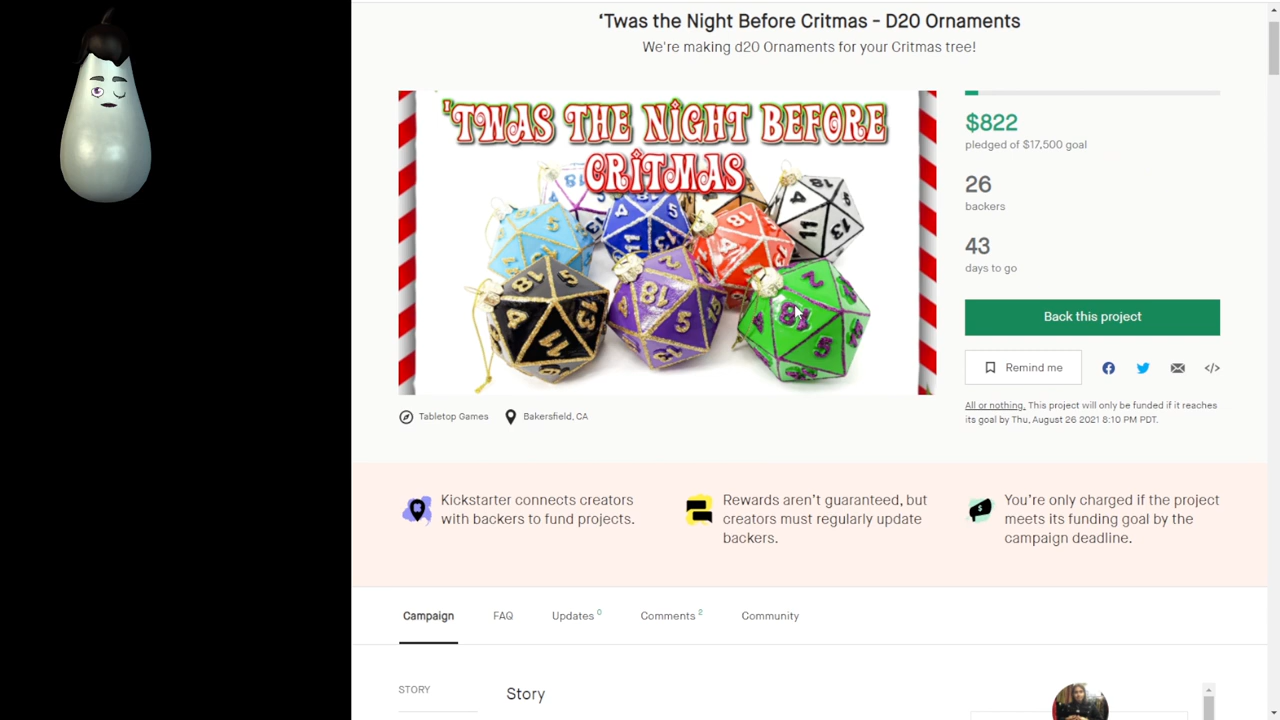 ‘Twas the Night Before Critmas - D20 Ornaments
We're making d20 Ornaments for your Critmas tree!
'TWAS THE NIGHT BEFORE
CRITMAS
$822
pledged of $17,500 goal
26
backers
43
days to go
Back this project
Remind me
All or nothing. This project will only be funded if it reaches
its goal by Thu, August 26 2021 8:10 PM PDT.
Tabletop Games
Bakersfield, CA
Kickstarter connects creators
with backers to fund projects.
Rewards aren’t guaranteed, but
creators must regularly update
backers.
You’re only charged if the project
meets its funding goal by the
campaign deadline.
Campaign FAQ Updates 0 Comments 2 Community
STORY
Story